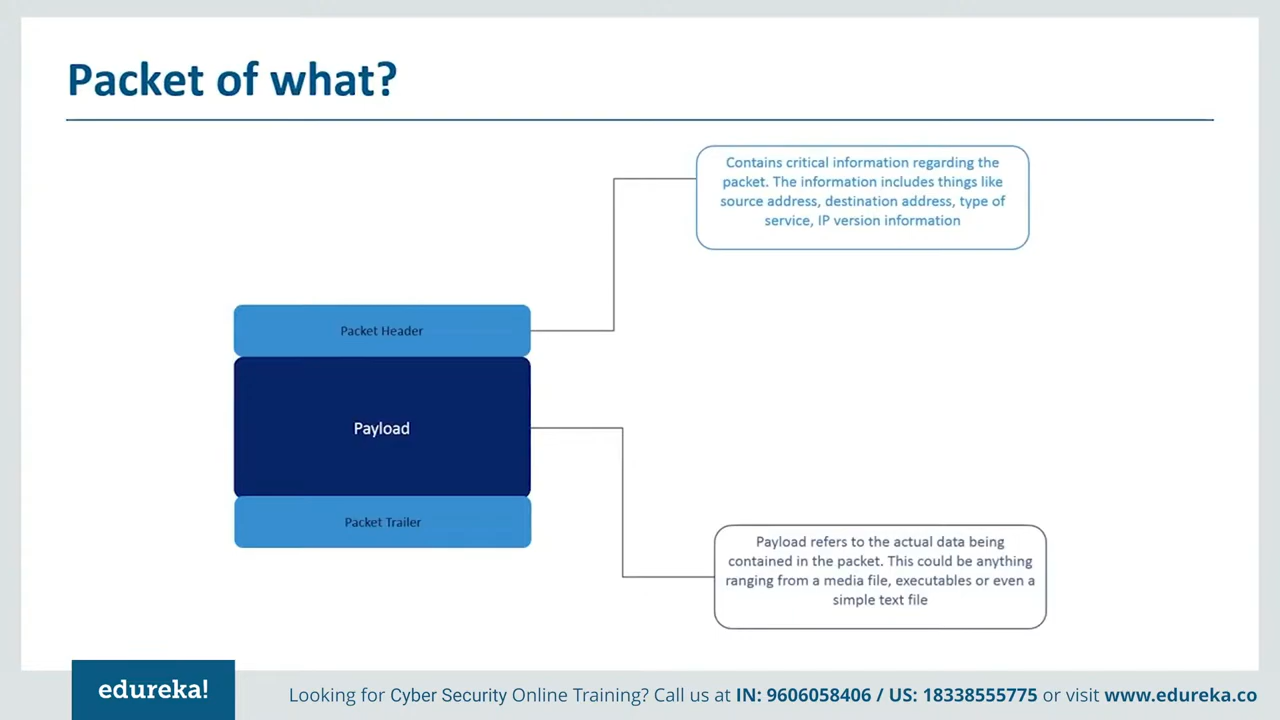 Packet of what?
Contains critical information regarding the
packet. The information includes things like
source address, destination address, type of
service, IP version information
Packet Header
Payload
Packet Trailer
Payload refers to the actual data being
contained in the packet. This could be anything
ranging from a media file, executables or even a
simple text file
edureka!
Looking for Cyber Security Online Training? Call us at IN: 9606058406 / US: 18338555775 or visit www.edureka.co